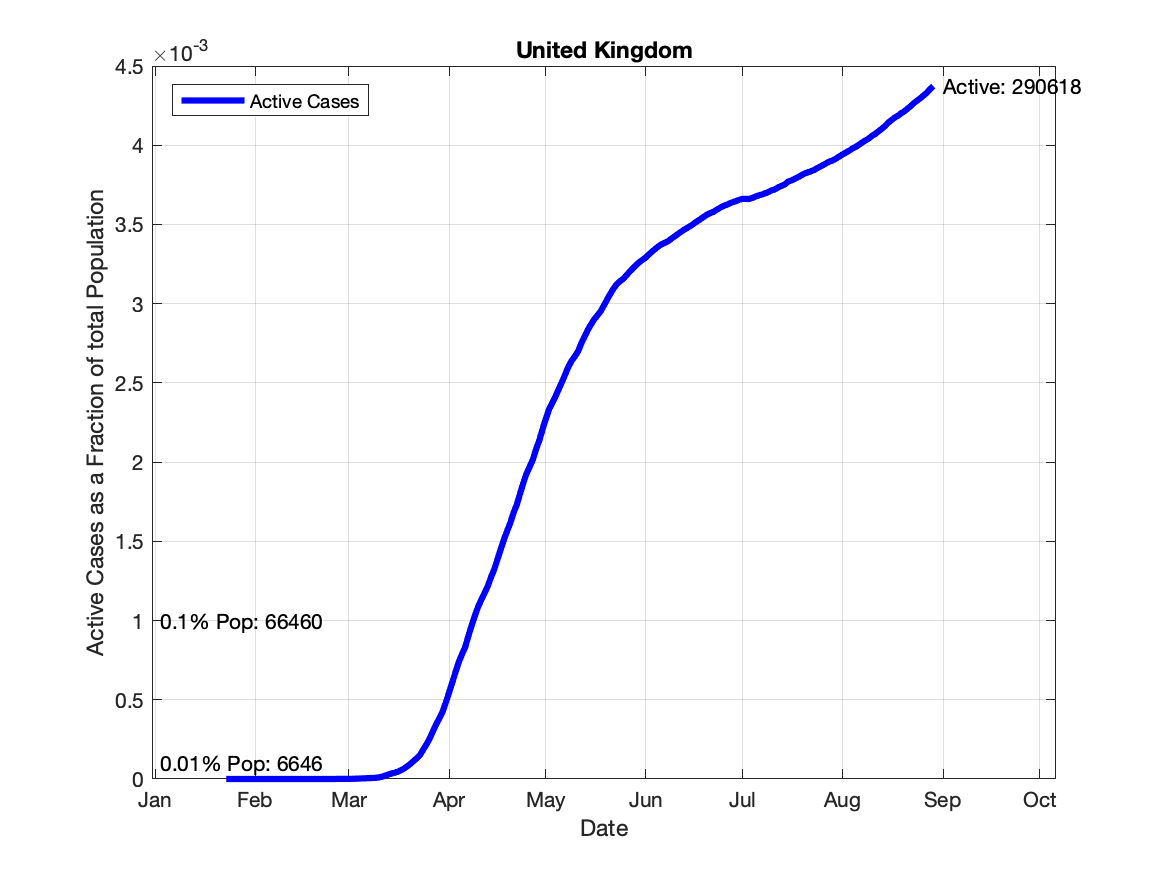 ×10-3
United Kingdom
4.5
4
3.5
3
2.5
2
1.5
1
0.5
0
Active Cases
Active: 290618
0.1% Pop: 66460
0.01% Pop: 6646
Active Cases as a Fraction of total Population
Jan Feb Mar Apr May Jun Jul Aug Sep Oct
Date